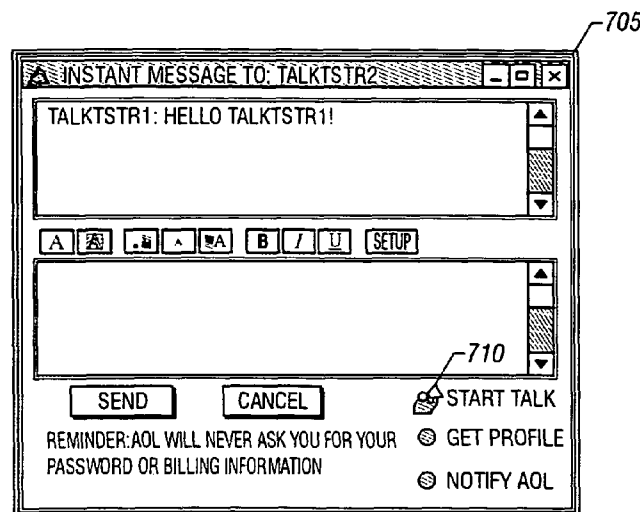 705
INSTANT MESSAGE TO: TALKTSTR2
TALKTSTR1: HELLO TALKTSTR1!
A A A A B I U SETUP
710
SEND CANCEL START TALK
REMINDER:AOL WILL NEVER ASK YOU FOR YOUR GET PROFILE
PASSWORD OR BILLING INFORMATION
NOTIFY AOL